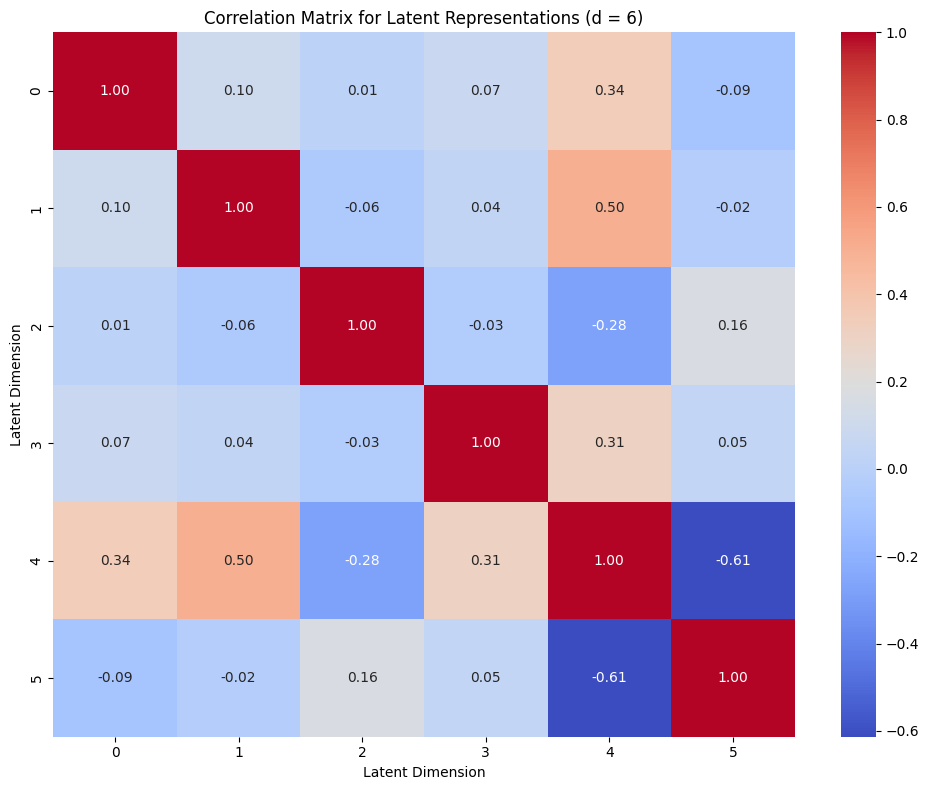 Correlation Matrix for Latent Representations (d = 6)
Latent Dimension
0 1.00 0.10 0.01 0.07 0.34 -0.09
1 0.10 1.00 -0.06 0.04 0.50 -0.02
2 0.01 -0.06 1.00 -0.03 -0.28 0.16
3 0.07 0.04 -0.03 1.00 0.31 0.05
4 0.34 0.50 -0.28 0.31 1.00 -0.61
5 -0.09 -0.02 0.16 0.05 -0.61 1.00
0 1 2 3 4 5
Latent Dimension
1.0
0.8
0.6
0.4
0.2
0.0
-0.2
-0.4
-0.6